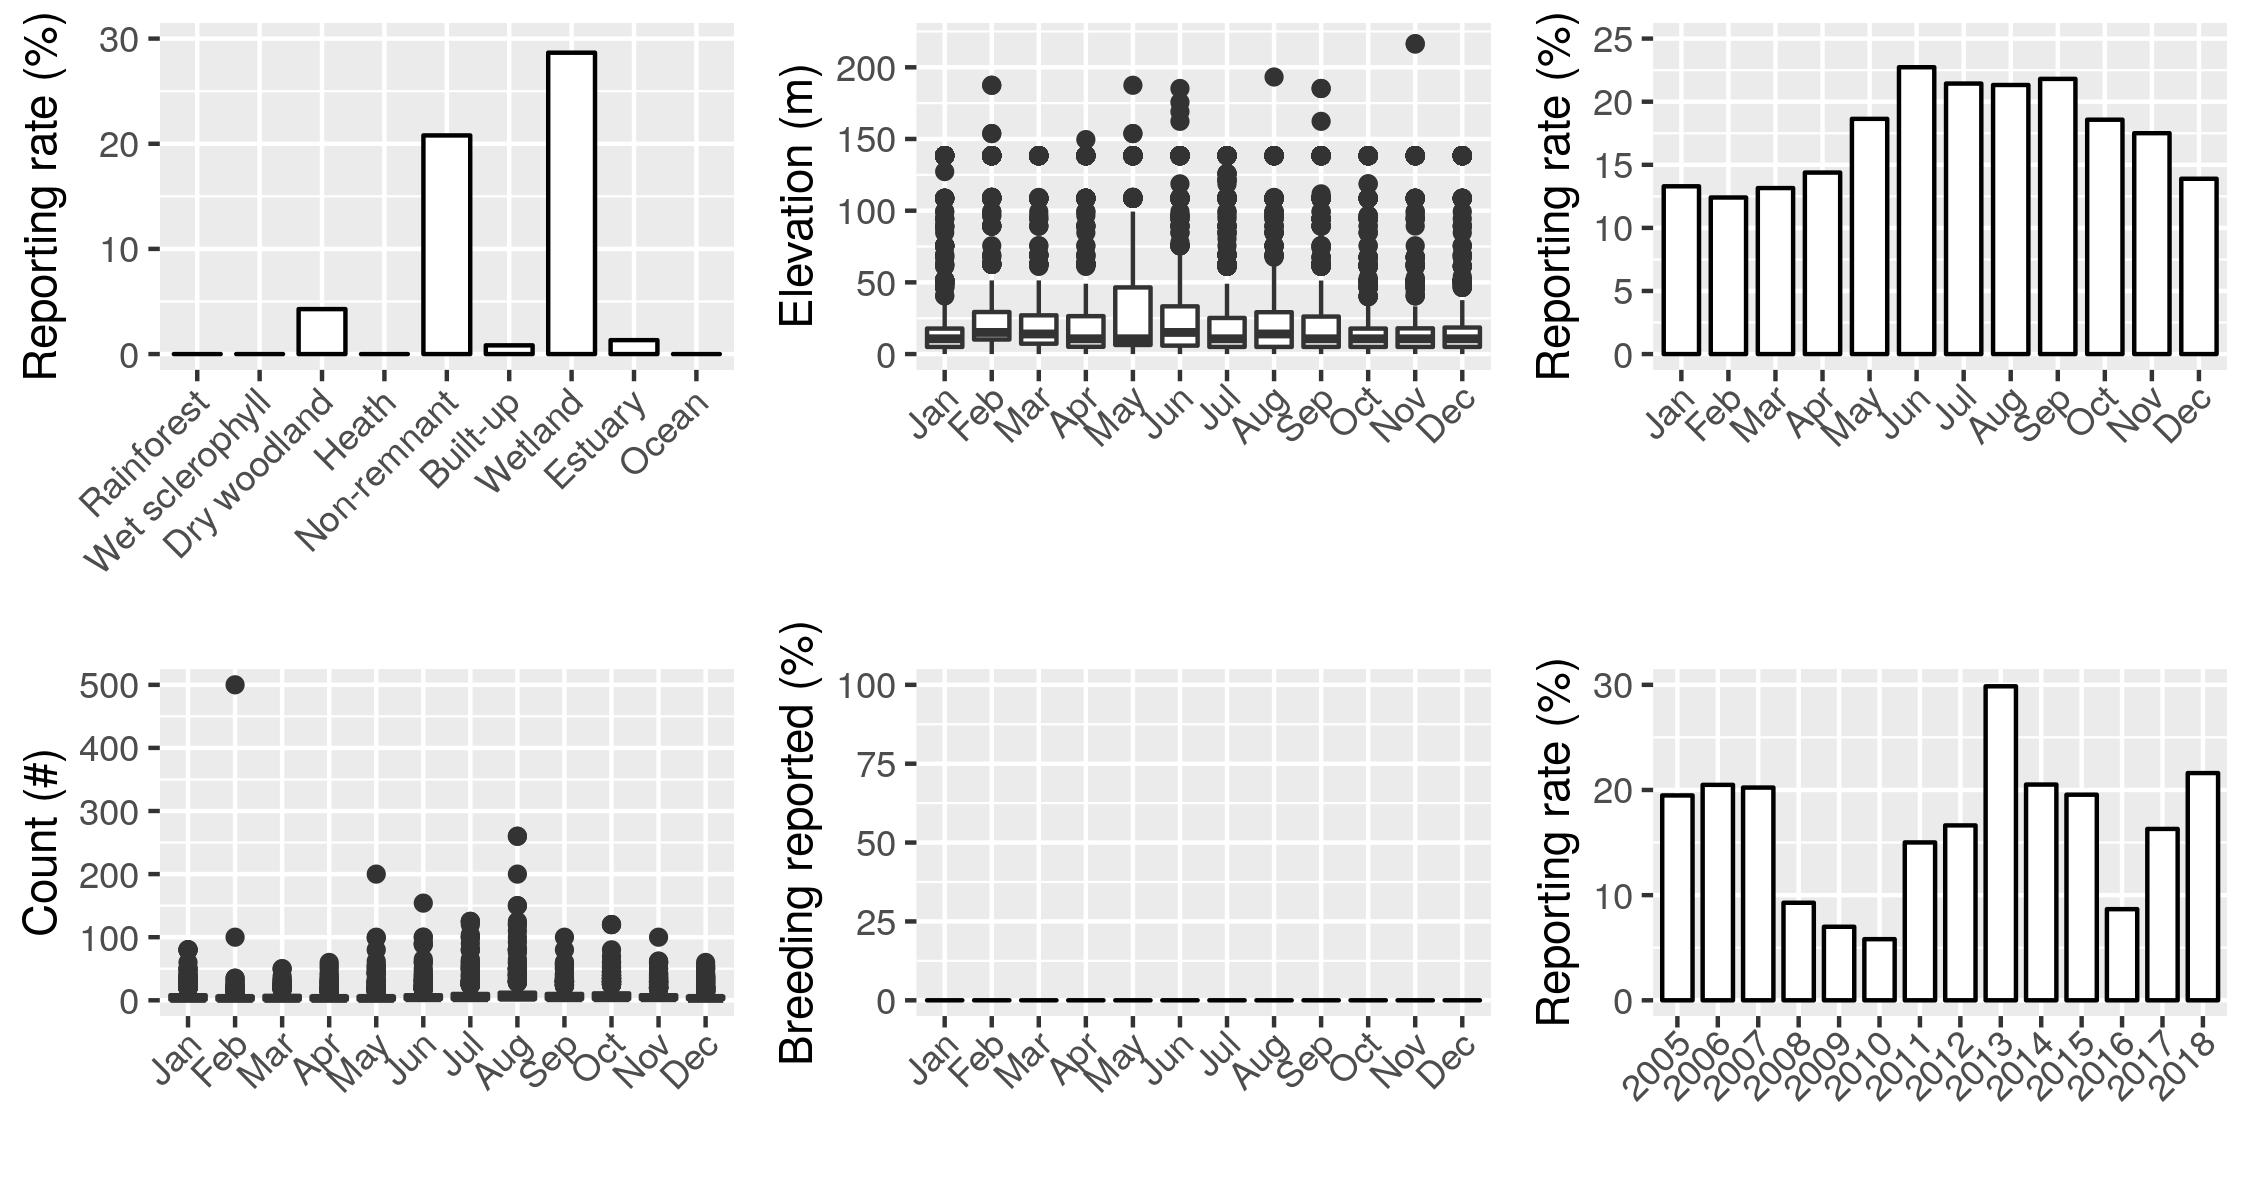 Reporting rate (%)
30
20
10
0
Rainforest
Wet sclerophyll
Dry woodland
Heath
Non-remnant
Built-up
Wetland
Estuary
Ocean
Elevation (m)
200
150
100
50
0
Jan
Feb
Mar
Apr
May
Jun
Jul
Aug
Sep
Oct
Nov
Dec
Reporting rate (%)
25
20
15
10
5
0
Jan
Feb
Mar
Apr
May
Jun
Jul
Aug
Sep
Oct
Nov
Dec
Count (#)
500
400
300
200
100
0
Jan
Feb
Mar
Apr
May
Jun
Jul
Aug
Sep
Oct
Nov
Dec
Breeding reported (%)
100
75
50
25
0
Jan
Feb
Mar
Apr
May
Jun
Jul
Aug
Sep
Oct
Nov
Dec
Reporting rate (%)
30
20
10
0
2005
2006
2007
2008
2009
2010
2011
2012
2013
2014
2015
2016
2017
2018